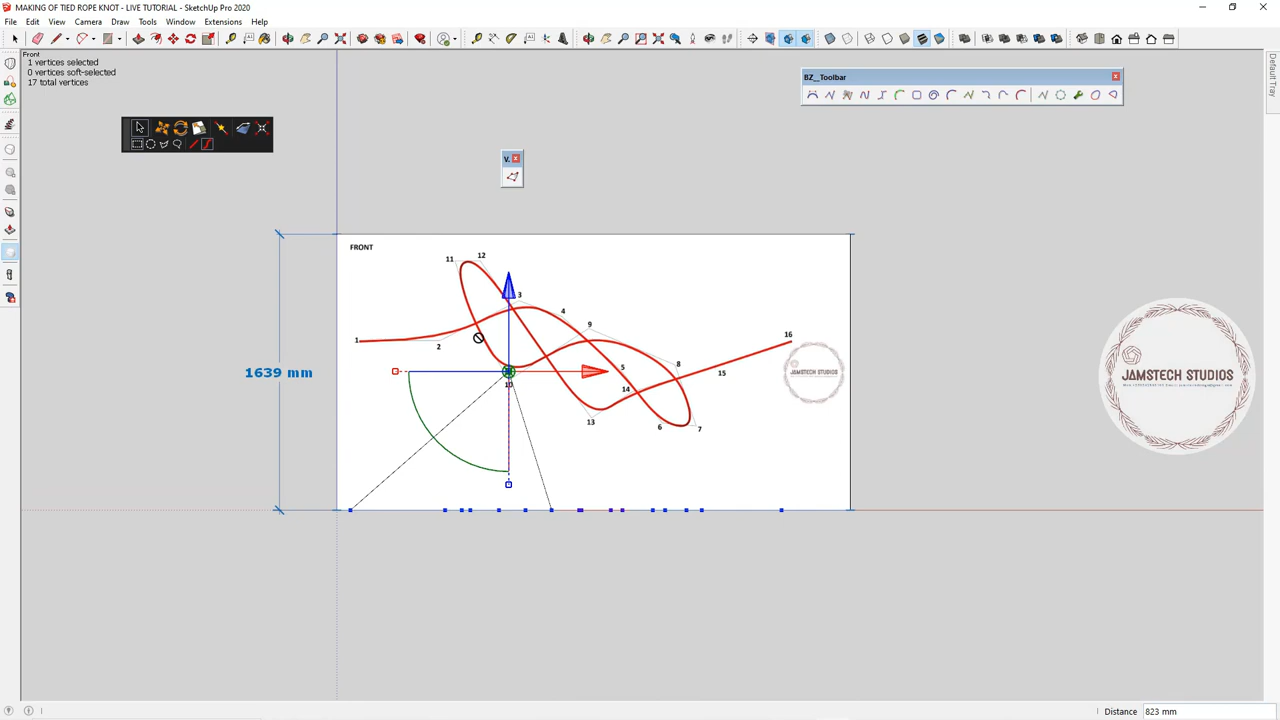 MAKING OF TIED ROPE KNOT - LIVE TUTORIAL - SketchUp Pro 2020
File Edit View Camera Draw Tools Window Extensions Help
Front
1 vertices selected
0 vertices soft-selected
17 total vertices
BZ__Toolbar
Default Tray
V.
FRONT
11
12
3
4
9
1
2
16
8
5
15
10
14
13
6
7
1639 mm
JAMSTECH STUDIOS
JAMSTECH STUDIOS
Distance 823 mm